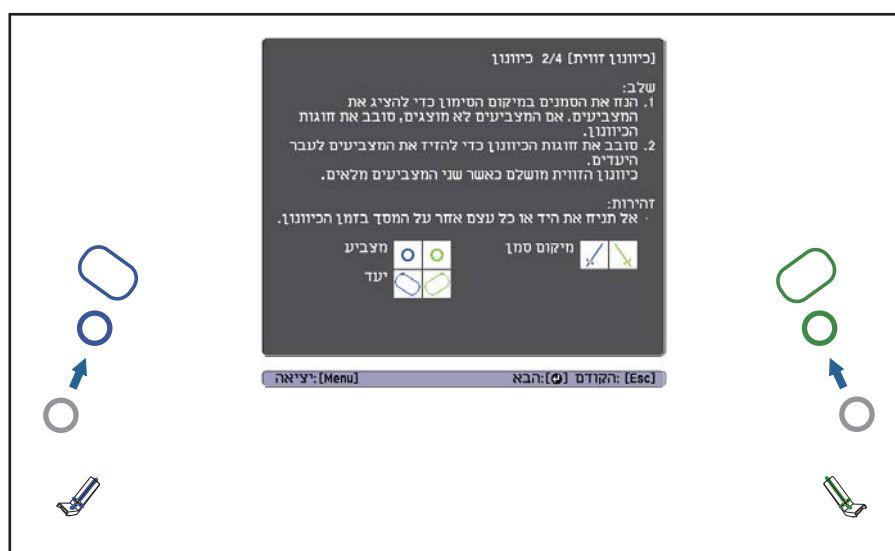 [כיוונון זווית] 2/4 כיוונון
שלב:
1. הנח את הסמנים במיקום הסימון כדי להציג את
המצביעים. אם המצביעים לא מוצגים, סובב את חוגות
הכיוונון.
2. סובב את חוגות הכיוונון כדי להזיז את המצביעים לעבר
היעדים.
כיוונון הזווית מושלם כאשר שני המצביעים מלאים.
זהירות:
· אל תניח את היד או כל עצם אחר על המסך בזמן הכיוונון.
מיקום סמן
מצביע
יעד
[Esc] :הקודם [⏎]:הבא
[Menu]:יציאה